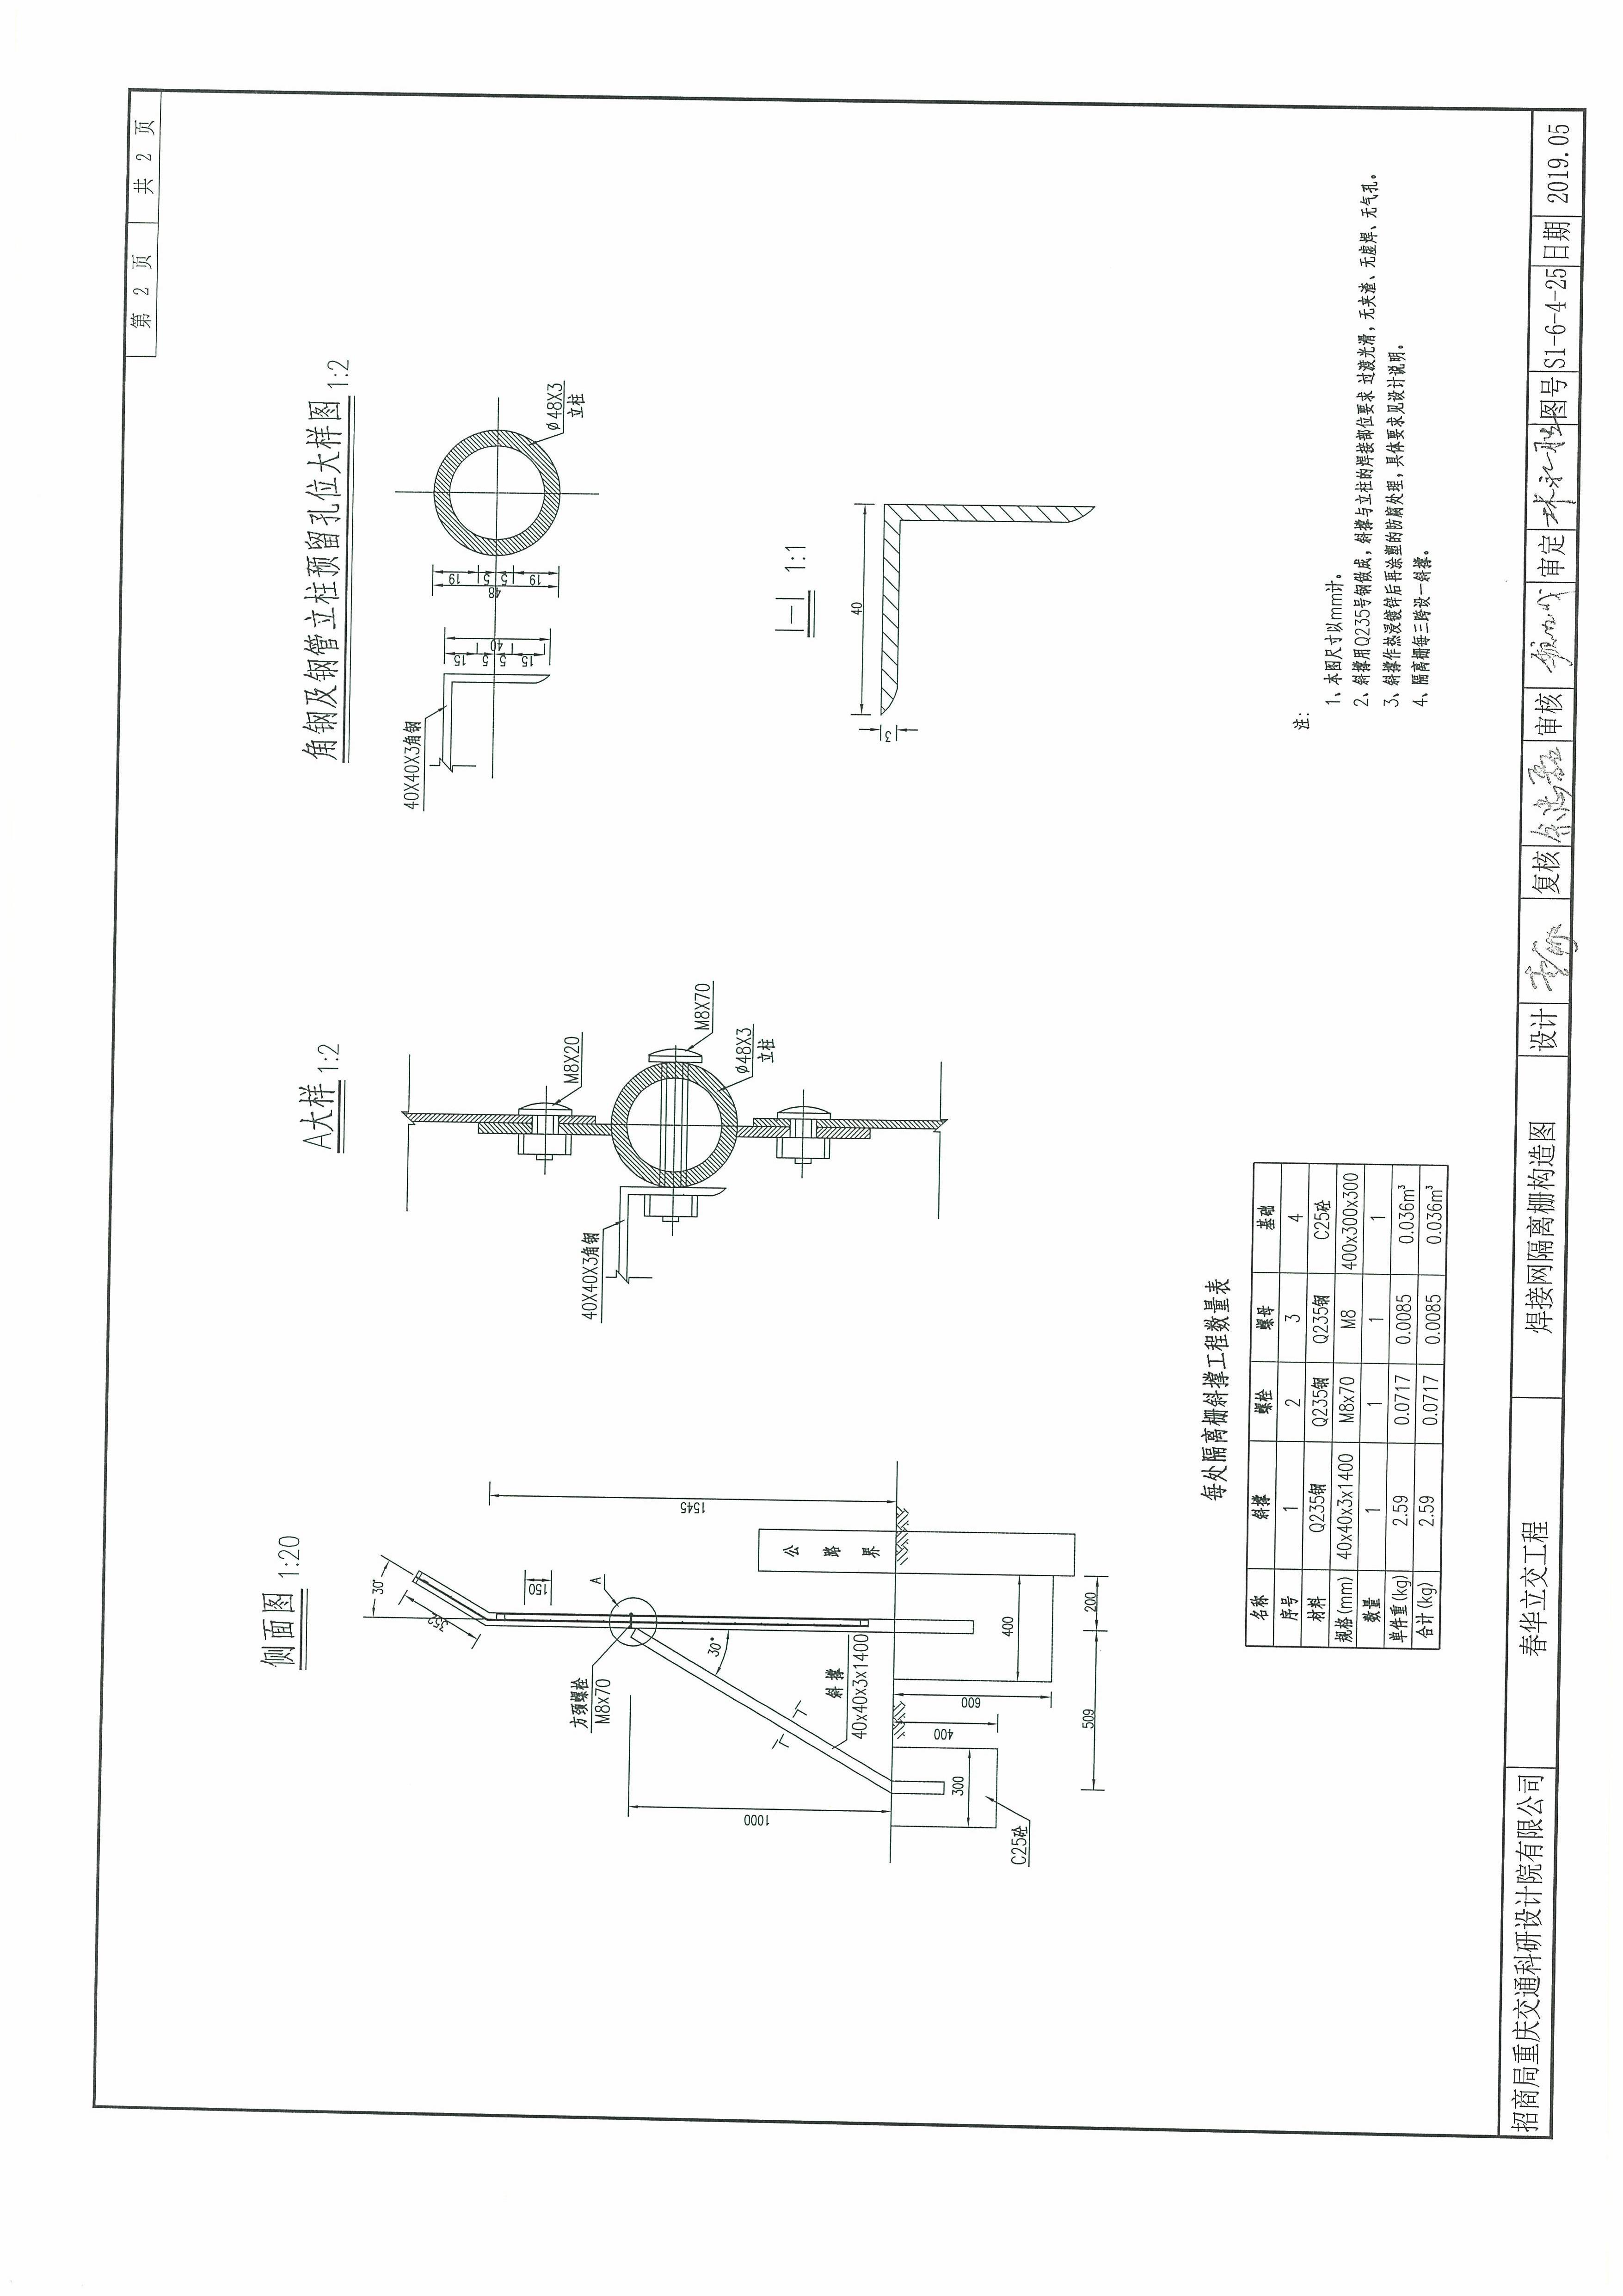 第 2 页 共 2 页
侧面图 1:20
30°
353
150
A
方颈螺栓
M8x70
30°
斜 撑
40x40x3x1400
1545
公 路 界
1000
300
400
600
400
200
509
C25砼
A大样 1:2
M8X20
M8X70
φ48X3
立柱
40X40X3角钢
角钢及钢管立柱预留孔位大样图 1:2
40X40X3角钢
15 5 5 15
40
19 5 5 19
48
φ48X3
立柱
I—I 1:1
40
3
每处隔离栅斜撑工程数量表
名称 斜撑 螺栓 螺母 基础
序号 1 2 3 4
材料 Q235钢 Q235钢 Q235钢 C25砼
规格(mm) 40x40x3x1400 M8x70 M8 400x300x300
数量 1 1 1 1
单件重(kg) 2.59 0.0717 0.0085 0.036m³
合计(kg) 2.59 0.0717 0.0085 0.036m³
注:
1、本图尺寸以mm计。
2、斜撑用Q235号钢做成，斜撑与立柱的焊接部位要求 过渡光滑，无夹渣、无虚焊、无气孔。
3、斜撑作热浸镀锌后再涂塑的防腐处理，具体要求见设计说明。
4、隔离栅每三跨设一斜撑。
招商局重庆交通科研设计院有限公司 春华立交工程 焊接网隔离栅构造图 设计 复核 审核 审定 图号 S1-6-4-25 日期 2019.05